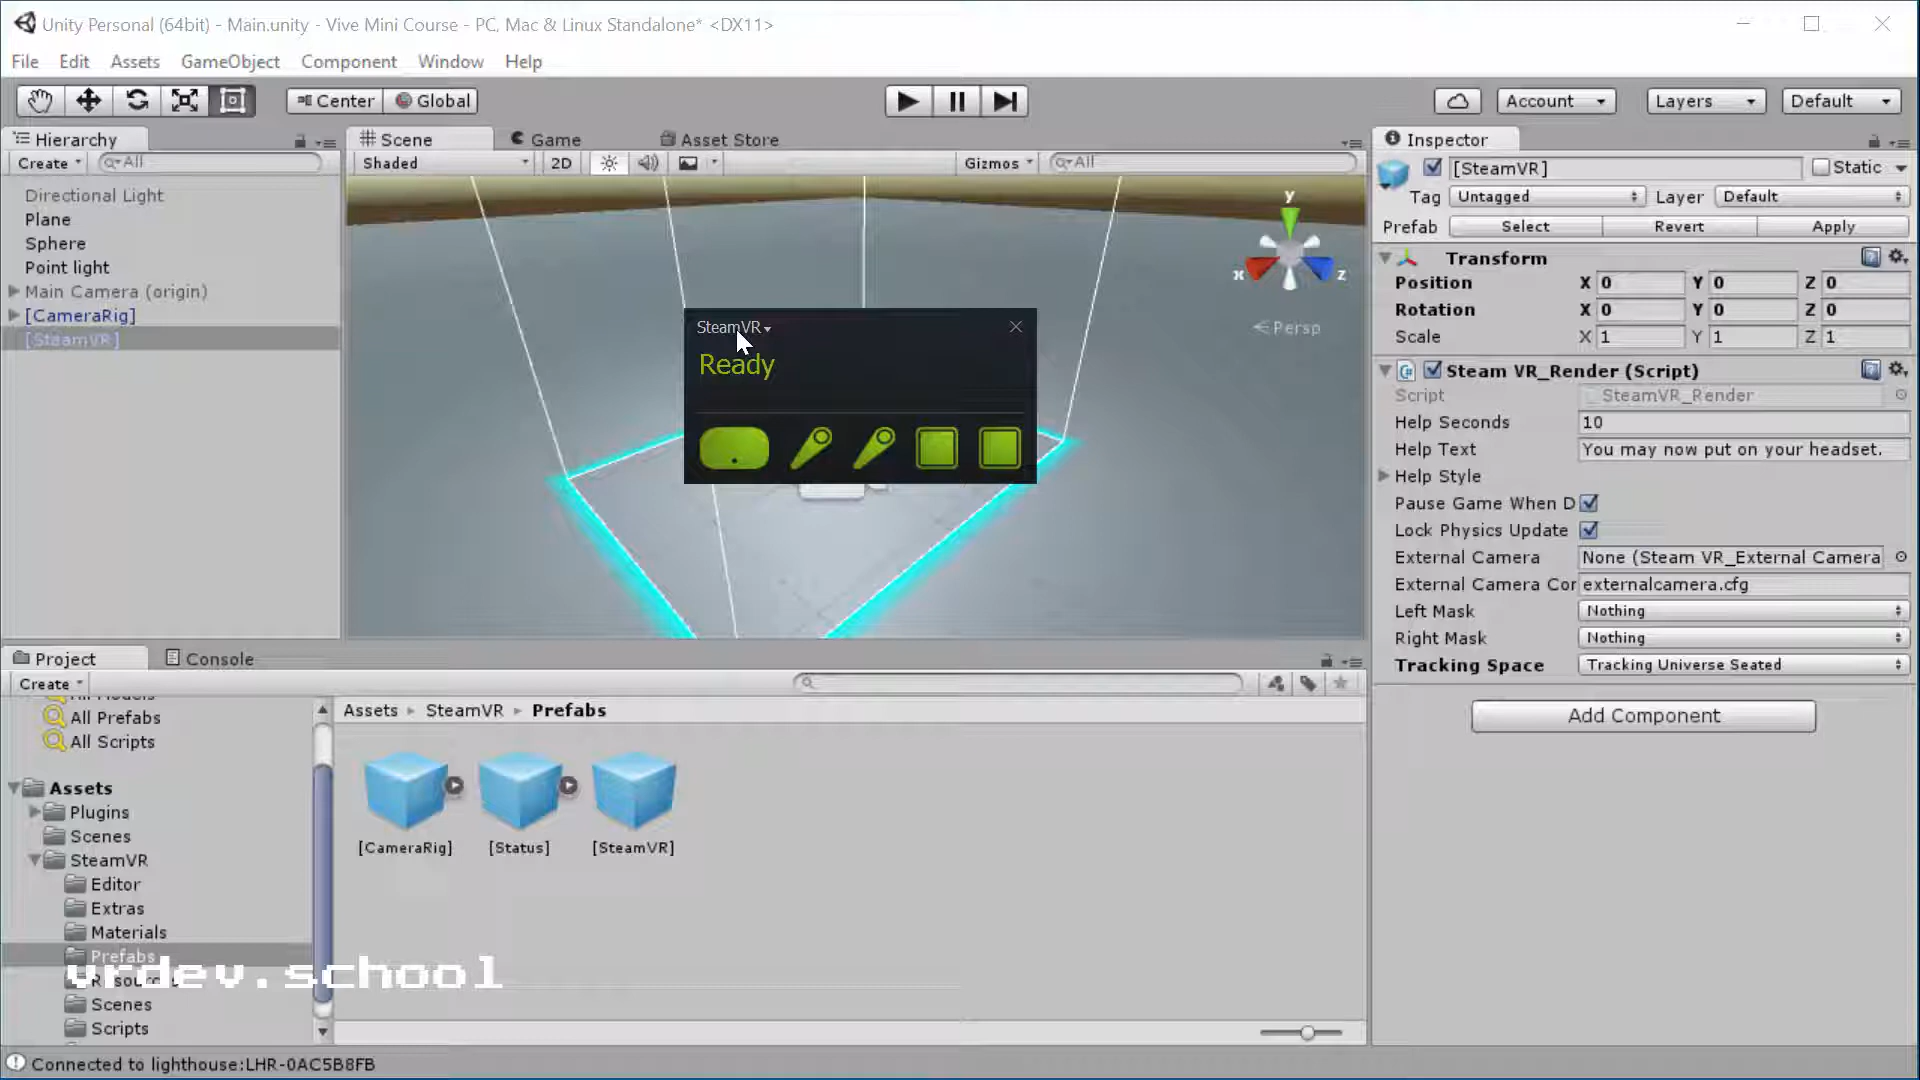 Unity Personal (64bit) - Main.unity - Vive Mini Course - PC, Mac & Linux Standalone* <DX11>
File Edit Assets GameObject Component Window Help
Center Global Account Layers Default
Hierarchy
Create All
Directional Light
Plane
Sphere
Point light
Main Camera (origin)
[CameraRig]
[SteamVR]
Scene Game Asset Store
Shaded 2D Gizmos All
y
x z
Persp
SteamVR
Ready
Inspector
[SteamVR] Static
Tag Untagged Layer Default
Prefab Select Revert Apply
Transform
Position X 0 Y 0 Z 0
Rotation X 0 Y 0 Z 0
Scale X 1 Y 1 Z 1
Steam VR_Render (Script)
Script SteamVR_Render
Help Seconds 10
Help Text You may now put on your headset.
Help Style
Pause Game When D
Lock Physics Update
External Camera None (Steam VR_External Camera
External Camera Cor externalcamera.cfg
Left Mask Nothing
Right Mask Nothing
Tracking Space Tracking Universe Seated
Add Component
Project Console
Create
All Models
All Prefabs
All Scripts
Assets
Plugins
Scenes
SteamVR
Editor
Extras
Materials
Prefabs
Scenes
Scripts
Assets SteamVR Prefabs
[CameraRig] [Status] [SteamVR]
vrdev.school
Connected to lighthouse:LHR-0AC5B8FB